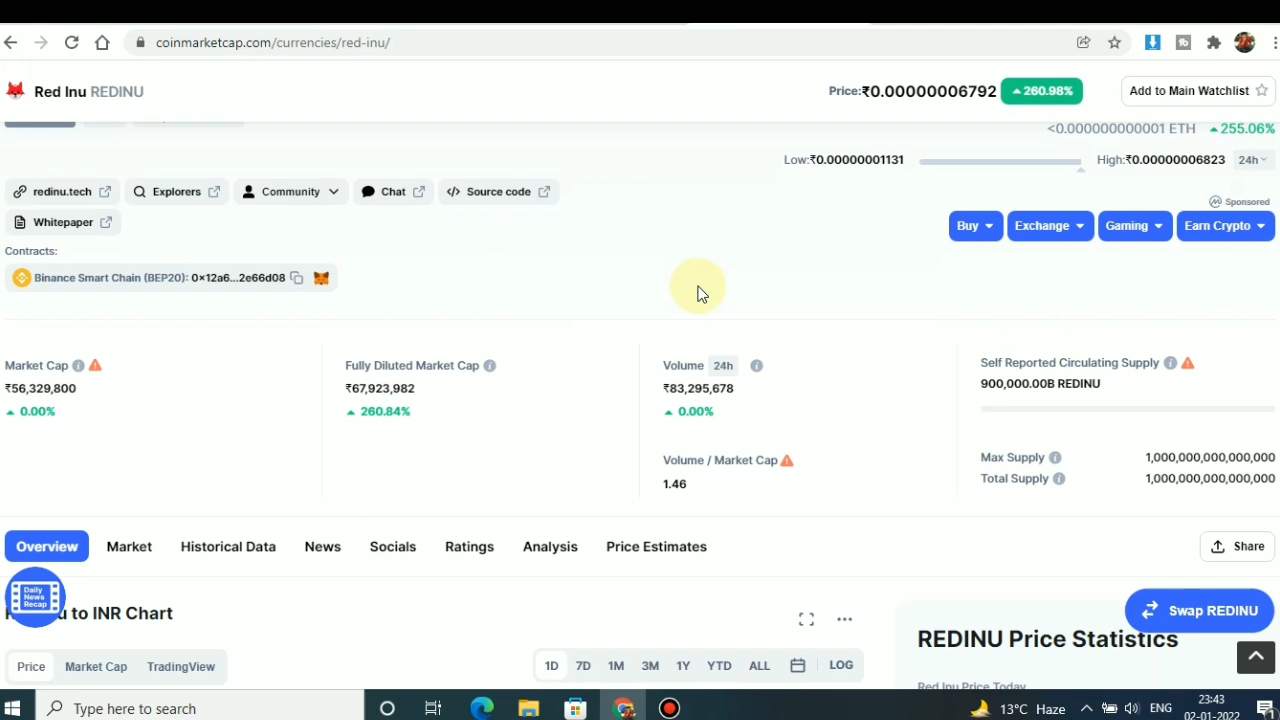 coinmarketcap.com/currencies/red-inu/
Red Inu REDINU
Price:₹0.00000006792 260.98%
Add to Main Watchlist
<0.000000000001 ETH 255.06%
Low:₹0.00000001131 High:₹0.00000006823 24h
redinu.tech Explorers Community Chat Source code
Sponsored
Whitepaper
Buy Exchange Gaming Earn Crypto
Contracts:
Binance Smart Chain (BEP20): 0x12a6...2e66d08
Market Cap
₹56,329,800
0.00%
Fully Diluted Market Cap
₹67,923,982
260.84%
Volume 24h
₹83,295,678
0.00%
Volume / Market Cap
1.46
Self Reported Circulating Supply
900,000.00B REDINU
Max Supply 1,000,000,000,000,000
Total Supply 1,000,000,000,000,000
Overview Market Historical Data News Socials Ratings Analysis Price Estimates Share
Daily
News
Recap
u to INR Chart
Price Market Cap TradingView
1D 7D 1M 3M 1Y YTD ALL LOG
Swap REDINU
REDINU Price Statistics
Red Inu Price Today
Type here to search
13°C Haze
ENG
23:43
02-01-2022